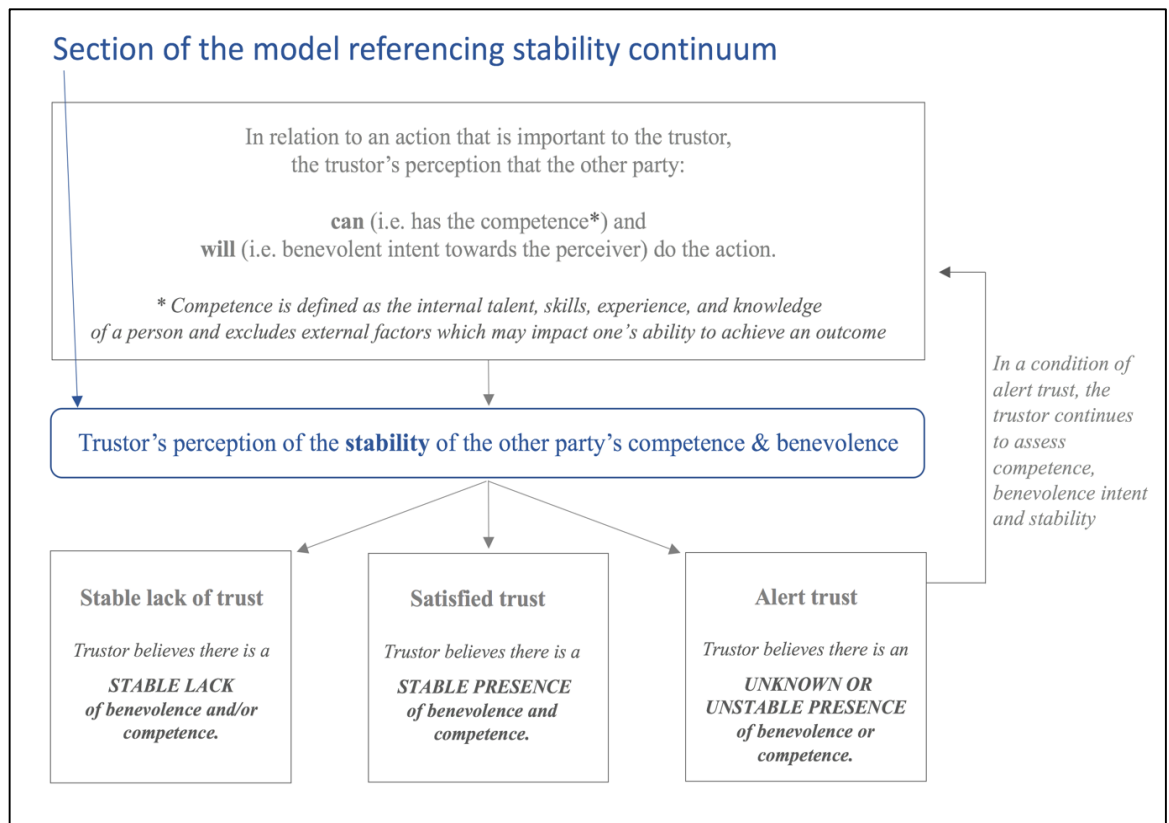 Section of the model referencing stability continuum
In relation to an action that is important to the trustor,
the trustor's perception that the other party:
can (i.e. has the competence*) and
will (i.e. benevolent intent towards the perceiver) do the action.
* Competence is defined as the internal talent, skills, experience, and knowledge
of a person and excludes external factors which may impact one's ability to achieve an outcome
Trustor's perception of the stability of the other party's competence & benevolence
In a condition of
alert trust, the
trustor continues
to assess
competence,
benevolence intent
and stability
Stable lack of trust
Trustor believes there is a
STABLE LACK
of benevolence and/or
competence.
Satisfied trust
Trustor believes there is a
STABLE PRESENCE
of benevolence and
competence.
Alert trust
Trustor believes there is an
UNKNOWN OR
UNSTABLE PRESENCE
of benevolence or
competence.